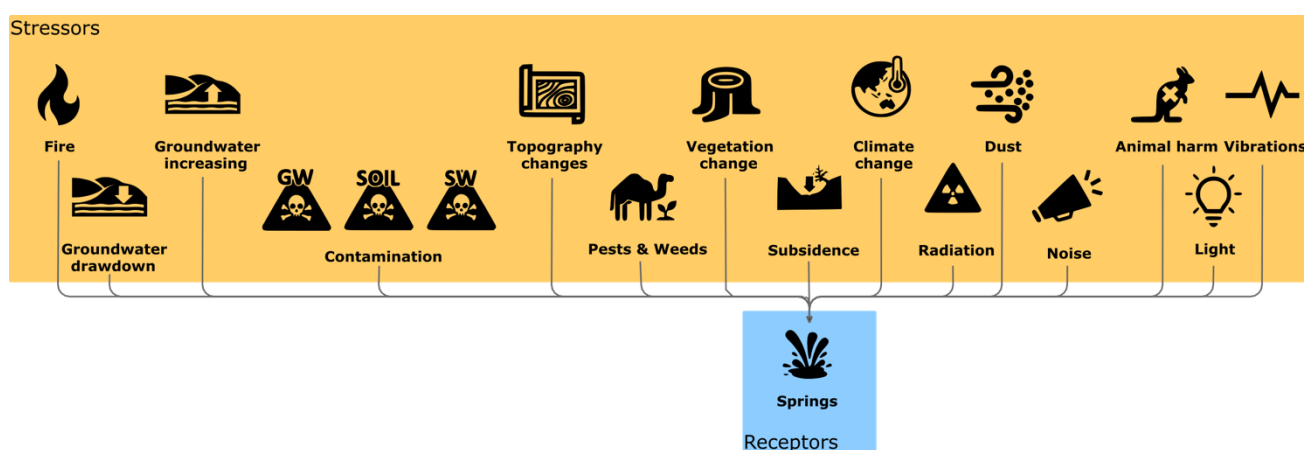 Stressors
Fire
Groundwater
increasing
Topography
changes
Vegetation
change
Climate
change
Dust
Animal harm
Vibrations
GW
SOIL
SW
Groundwater
drawdown
Contamination
Pests & Weeds
Subsidence
Radiation
Noise
Light
Springs
Receptors